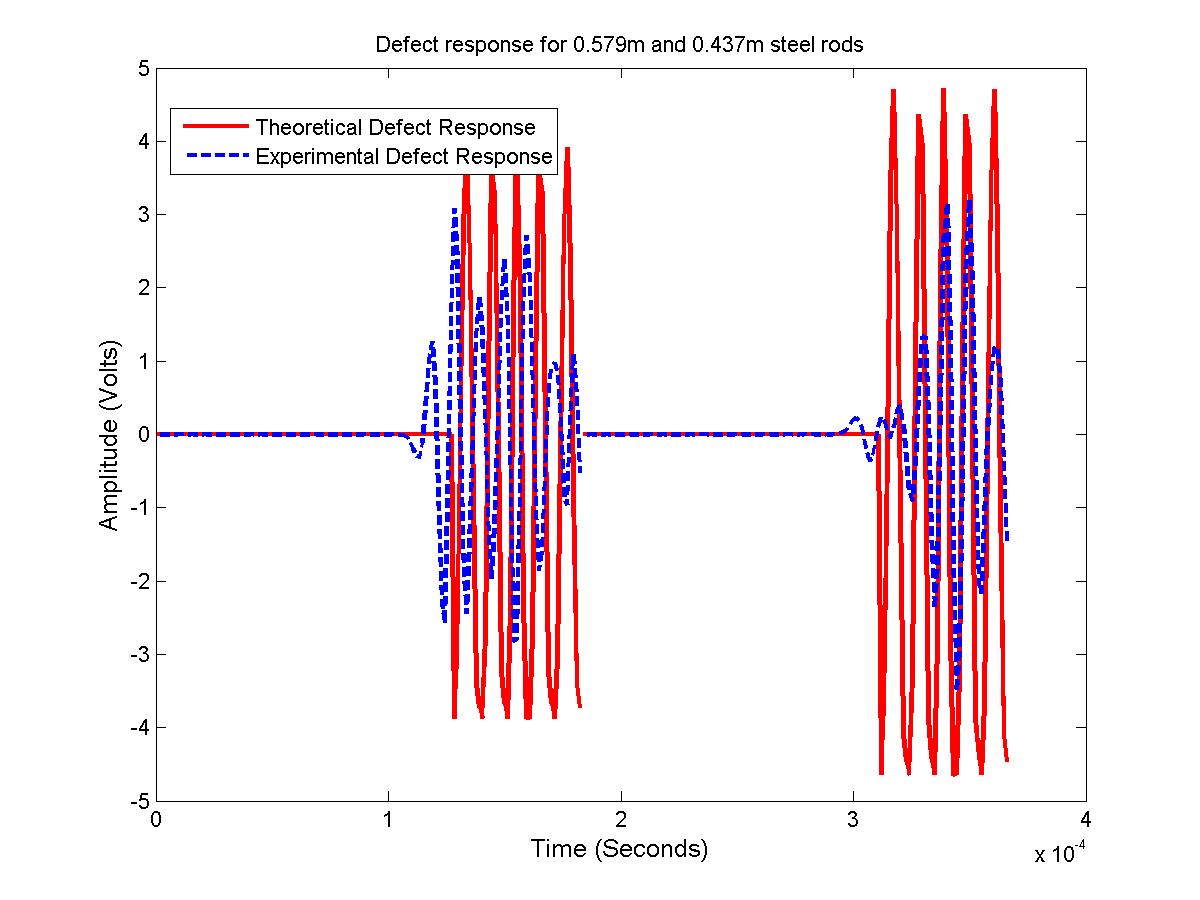 Defect response for 0.579m and 0.437m steel rods
Theoretical Defect Response
Experimental Defect Response
5
4
3
2
1
0
-1
-2
-3
-4
-5
Amplitude (Volts)
0
1
2
3
4
Time (Seconds)
x 10^-4